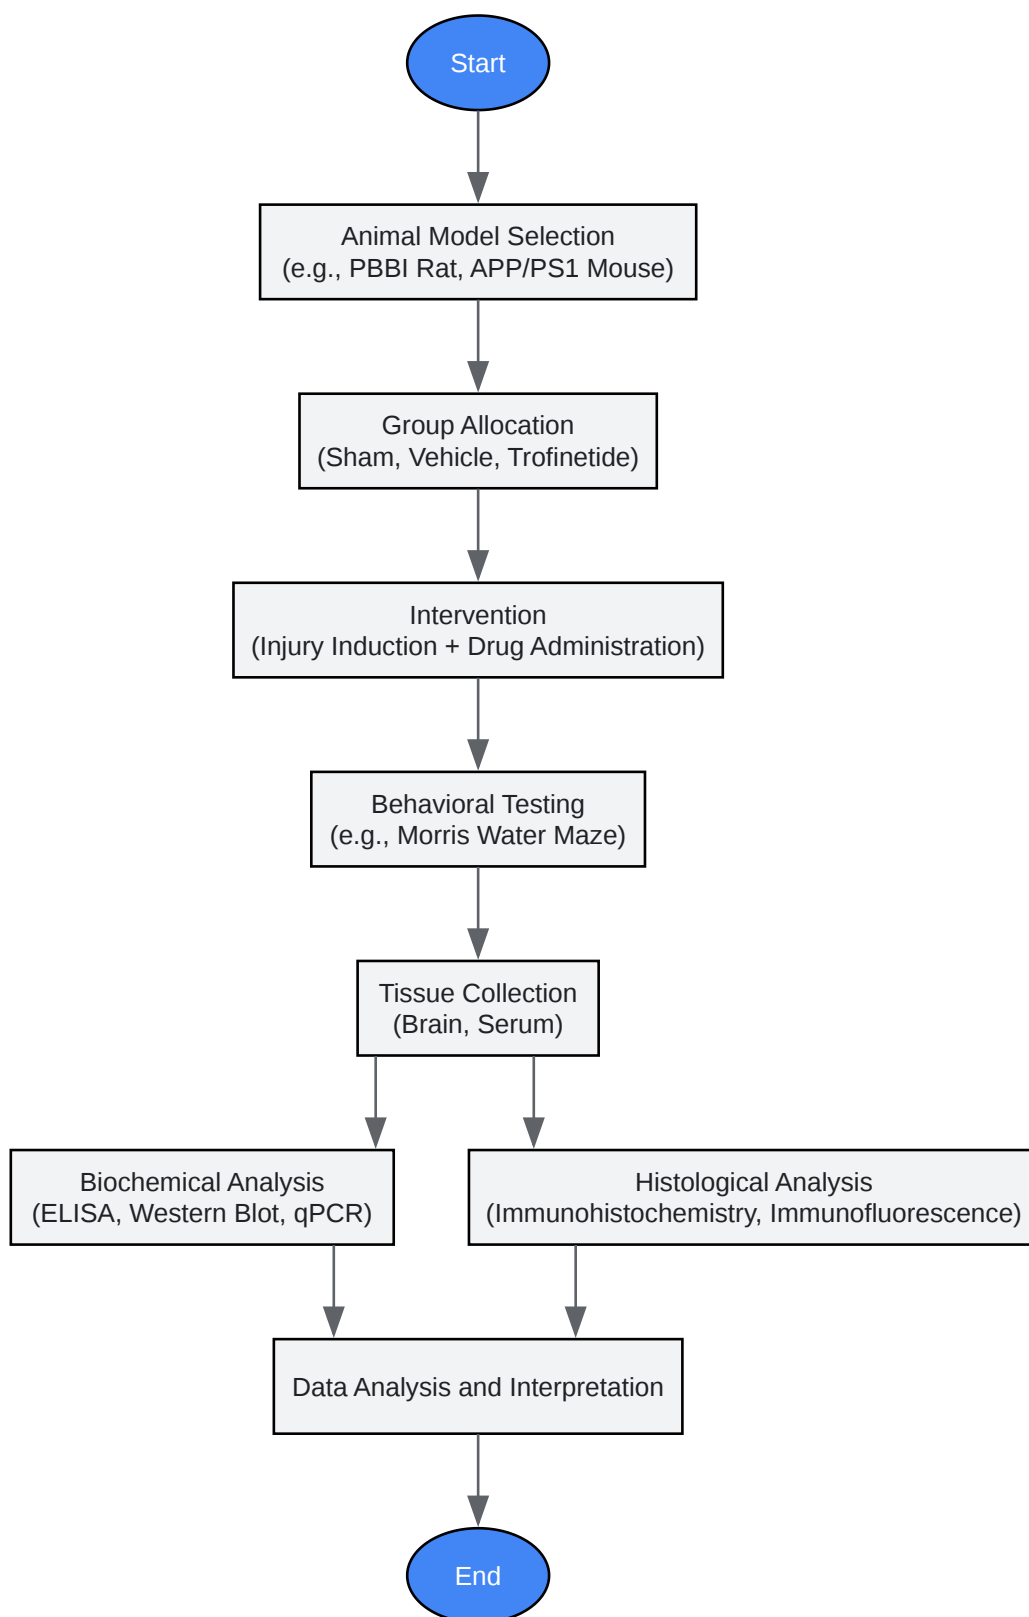 Start
Animal Model Selection
(e.g., PBBI Rat, APP/PS1 Mouse)
Group Allocation
(Sham, Vehicle, Trofinetide)
Intervention
(Injury Induction + Drug Administration)
Behavioral Testing
(e.g., Morris Water Maze)
Tissue Collection
(Brain, Serum)
Biochemical Analysis
(ELISA, Western Blot, qPCR)
Histological Analysis
(Immunohistochemistry, Immunofluorescence)
Data Analysis and Interpretation
End